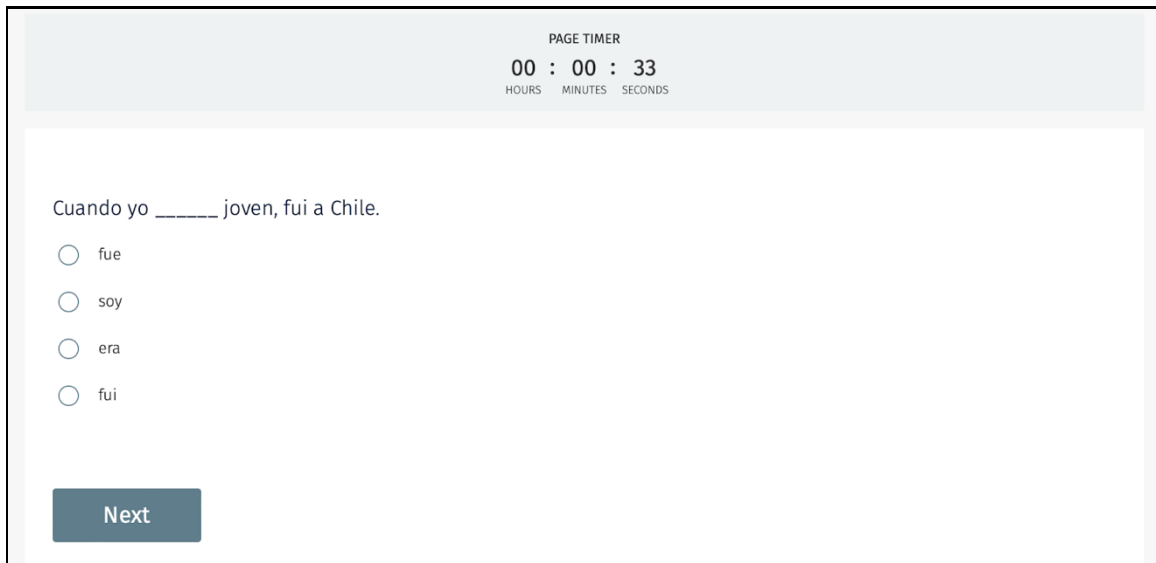 PAGE TIMER
00 : 00 : 33
HOURS MINUTES SECONDS
Cuando yo ______ joven, fui a Chile.
fue
soy
era
fui
Next